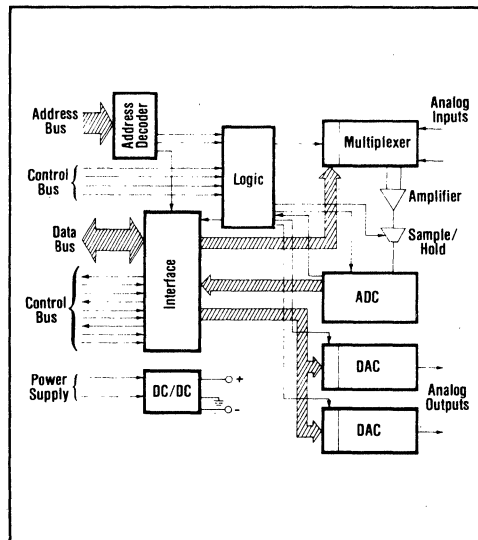 Address
Bus
Address
Decoder
Control
Bus
Logic
Multiplexer
Analog
Inputs
Amplifier
Sample/
Hold
Data
Bus
Interface
ADC
Control
Bus
DAC
Power
Supply
DC/DC
+
-
Analog
Outputs
DAC